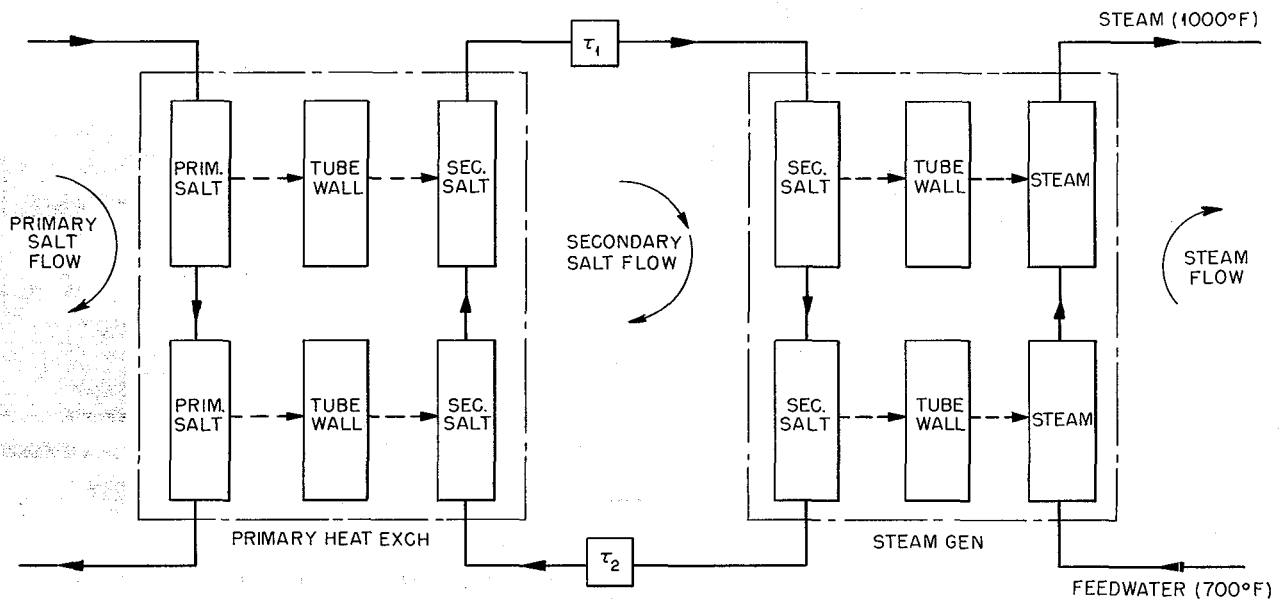 STEAM (1000°F)
τ1
PRIM.
SALT
TUBE
WALL
SEC.
SALT
SEC.
SALT
TUBE
WALL
STEAM
PRIMARY
SALT
FLOW
SECONDARY
SALT FLOW
STEAM
FLOW
PRIM.
SALT
TUBE
WALL
SEC.
SALT
SEC.
SALT
TUBE
WALL
STEAM
PRIMARY HEAT EXCH
STEAM GEN
τ2
FEEDWATER (700°F)